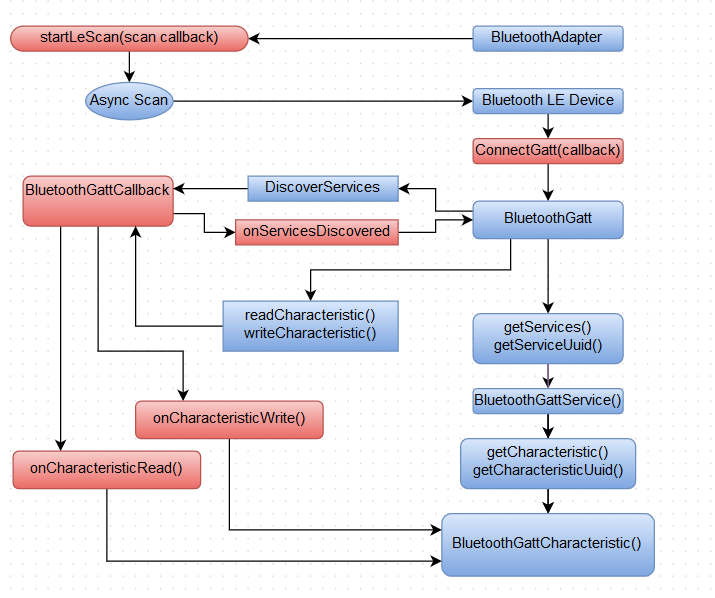 startLeScan(scan callback)
BluetoothAdapter
Async Scan
Bluetooth LE Device
ConnectGatt(callback)
BluetoothGattCallback
DiscoverServices
BluetoothGatt
onServicesDiscovered
readCharacteristic()
writeCharacteristic()
getServices()
getServiceUuid()
BluetoothGattService()
onCharacteristicWrite()
getCharacteristic()
getCharacteristicUuid()
onCharacteristicRead()
BluetoothGattCharacteristic()